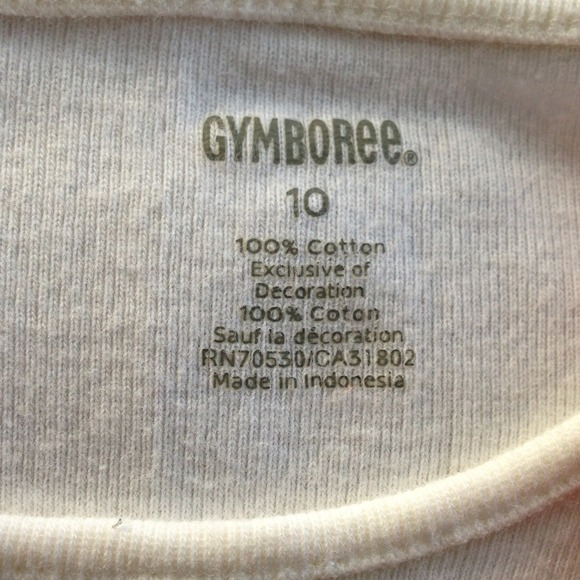 GYMBOREE®
10
100% Cotton
Exclusive of
Decoration
100% Coton
Sauf la décoration
RN70530/CA31802
Made in Indonesia